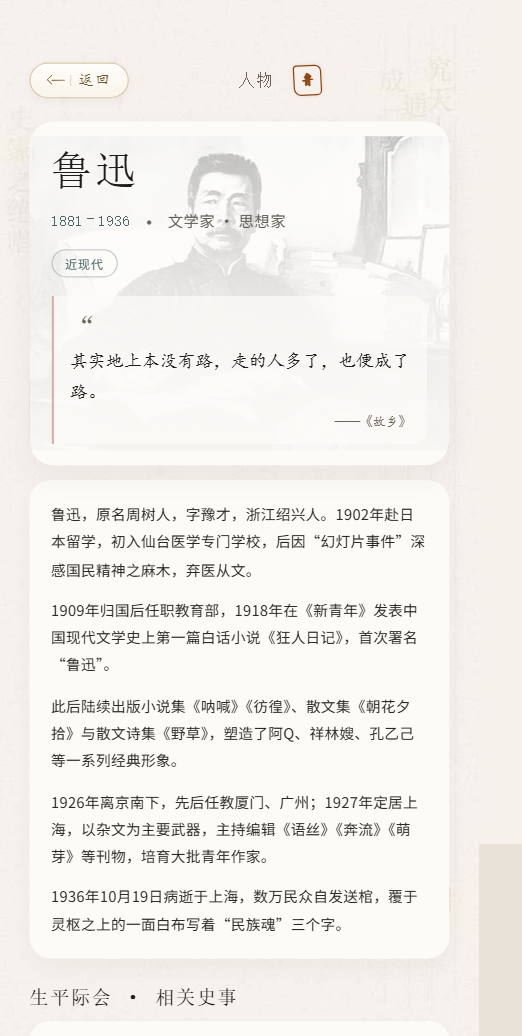 返回
人物
鲁迅
1881－1936 • 文学家 • 思想家
近现代
“
其实地上本没有路，走的人多了，也便成了
路。
——《故乡》
鲁迅，原名周树人，字豫才，浙江绍兴人。1902年赴日
本留学，初入仙台医学专门学校，后因“幻灯片事件”深
感国民精神之麻木，弃医从文。
1909年归国后任职教育部，1918年在《新青年》发表中
国现代文学史上第一篇白话小说《狂人日记》，首次署名
“鲁迅”。
此后陆续出版小说集《呐喊》《彷徨》、散文集《朝花夕
拾》与散文诗集《野草》，塑造了阿Q、祥林嫂、孔乙己
等一系列经典形象。
1926年离京南下，先后任教厦门、广州；1927年定居上
海，以杂文为主要武器，主持编辑《语丝》《奔流》《萌
芽》等刊物，培育大批青年作家。
1936年10月19日病逝于上海，数万民众自发送棺，覆于
灵柩之上的一面白布写着“民族魂”三个字。
生平际会 • 相关史事